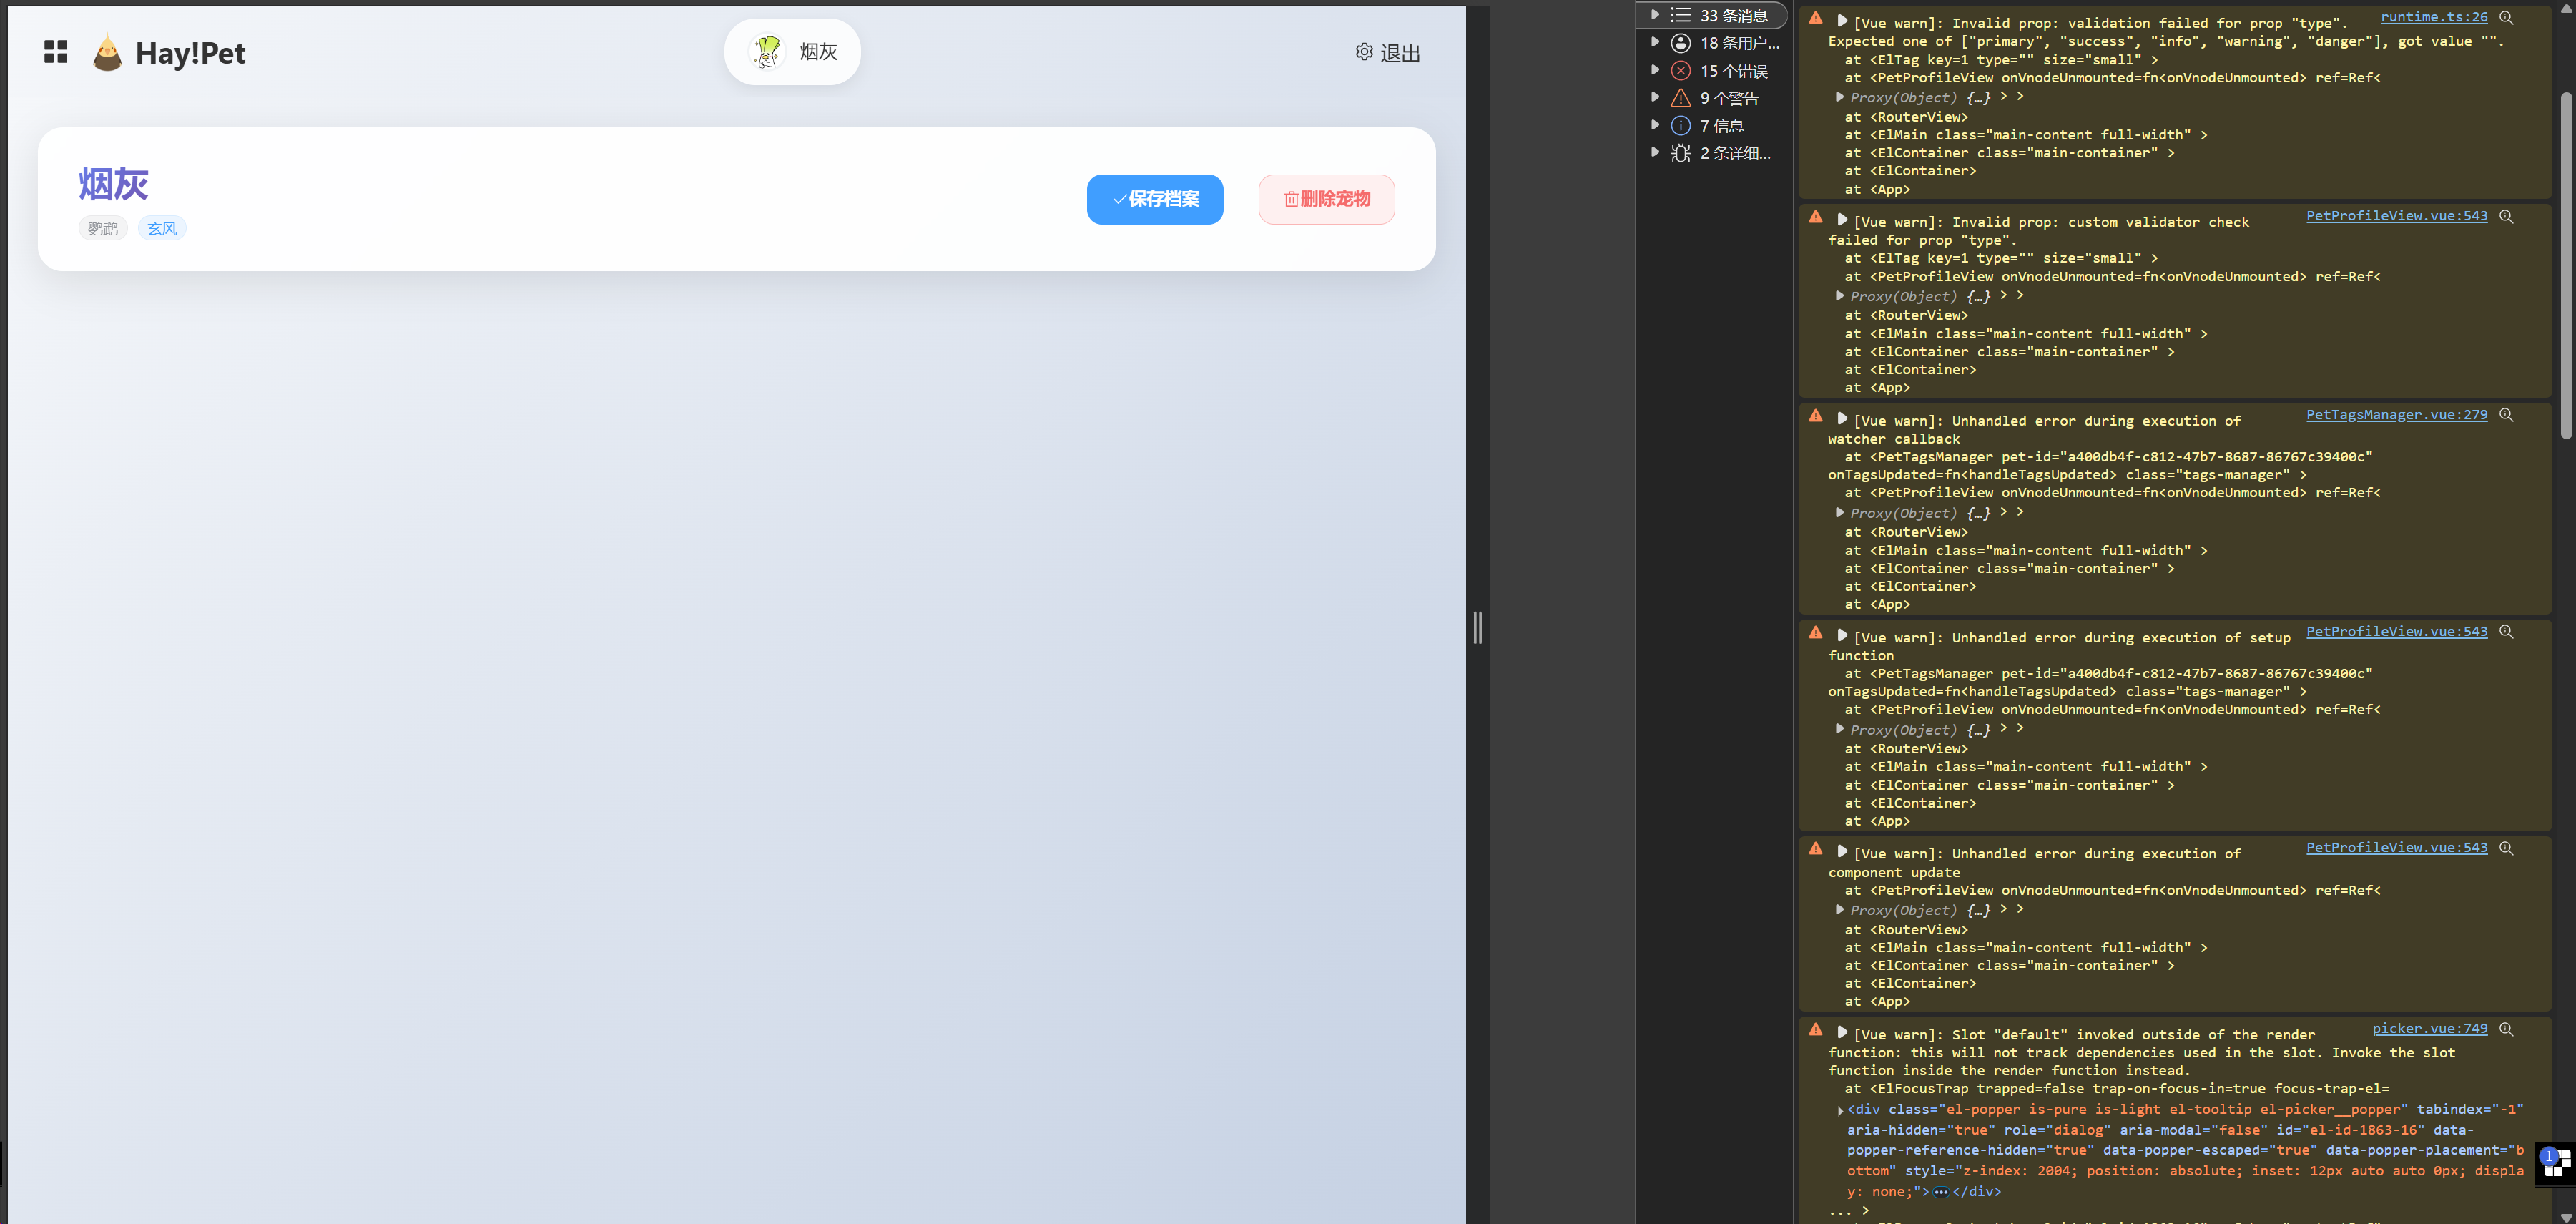 Hay!Pet
烟灰
退出
烟灰
鹦鹉
玄风
保存档案
删除宠物
33 条消息
18 条用户...
15 个错误
9 个警告
7 信息
2 条详细...
[Vue warn]: Invalid prop: validation failed for prop "type". runtime.ts:26
Expected one of ["primary", "success", "info", "warning", "danger"], got value "".
at <ElTag key=1 type="" size="small" >
at <PetProfileView onVnodeUnmounted=fn<onVnodeUnmounted> ref=Ref<
Proxy(Object) {…} > >
at <RouterView>
at <ElMain class="main-content full-width" >
at <ElContainer class="main-container" >
at <ElContainer>
at <App>
[Vue warn]: Invalid prop: custom validator check PetProfileView.vue:543
failed for prop "type".
at <ElTag key=1 type="" size="small" >
at <PetProfileView onVnodeUnmounted=fn<onVnodeUnmounted> ref=Ref<
Proxy(Object) {…} > >
at <RouterView>
at <ElMain class="main-content full-width" >
at <ElContainer class="main-container" >
at <ElContainer>
at <App>
[Vue warn]: Unhandled error during execution of PetTagsManager.vue:279
watcher callback
at <PetTagsManager pet-id="a400db4f-c812-47b7-8687-86767c39400c"
onTagsUpdated=fn<handleTagsUpdated> class="tags-manager" >
at <PetProfileView onVnodeUnmounted=fn<onVnodeUnmounted> ref=Ref<
Proxy(Object) {…} > >
at <RouterView>
at <ElMain class="main-content full-width" >
at <ElContainer class="main-container" >
at <ElContainer>
at <App>
[Vue warn]: Unhandled error during execution of setup PetProfileView.vue:543
function
at <PetTagsManager pet-id="a400db4f-c812-47b7-8687-86767c39400c"
onTagsUpdated=fn<handleTagsUpdated> class="tags-manager" >
at <PetProfileView onVnodeUnmounted=fn<onVnodeUnmounted> ref=Ref<
Proxy(Object) {…} > >
at <RouterView>
at <ElMain class="main-content full-width" >
at <ElContainer class="main-container" >
at <ElContainer>
at <App>
[Vue warn]: Unhandled error during execution of PetProfileView.vue:543
component update
at <PetProfileView onVnodeUnmounted=fn<onVnodeUnmounted> ref=Ref<
Proxy(Object) {…} > >
at <RouterView>
at <ElMain class="main-content full-width" >
at <ElContainer class="main-container" >
at <ElContainer>
at <App>
[Vue warn]: Slot "default" invoked outside of the render picker.vue:749
function: this will not track dependencies used in the slot. Invoke the slot
function inside the render function instead.
at <ElFocusTrap trapped=false trap-on-focus-in=true focus-trap-el=
<div class="el-popper is-pure is-light el-tooltip el-picker__popper" tabindex="-1"
aria-hidden="true" role="dialog" aria-modal="false" id="el-id-1863-16" data-
popper-reference-hidden="true" data-popper-escaped="true" data-popper-placement="b
ottom" style="z-index: 2004; position: absolute; inset: 12px auto auto 0px; displa
y: none;">…</div>
... >
1